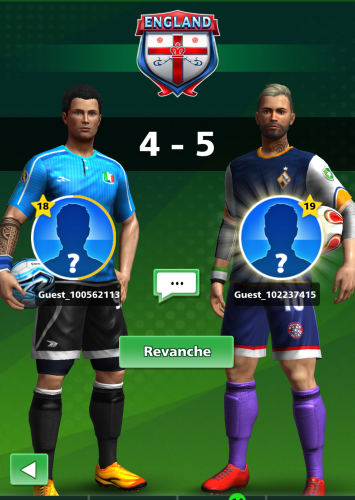 ENGLAND
4 - 5
18
19
?
?
Guest_100562113
...
Guest_102237415
Revanche